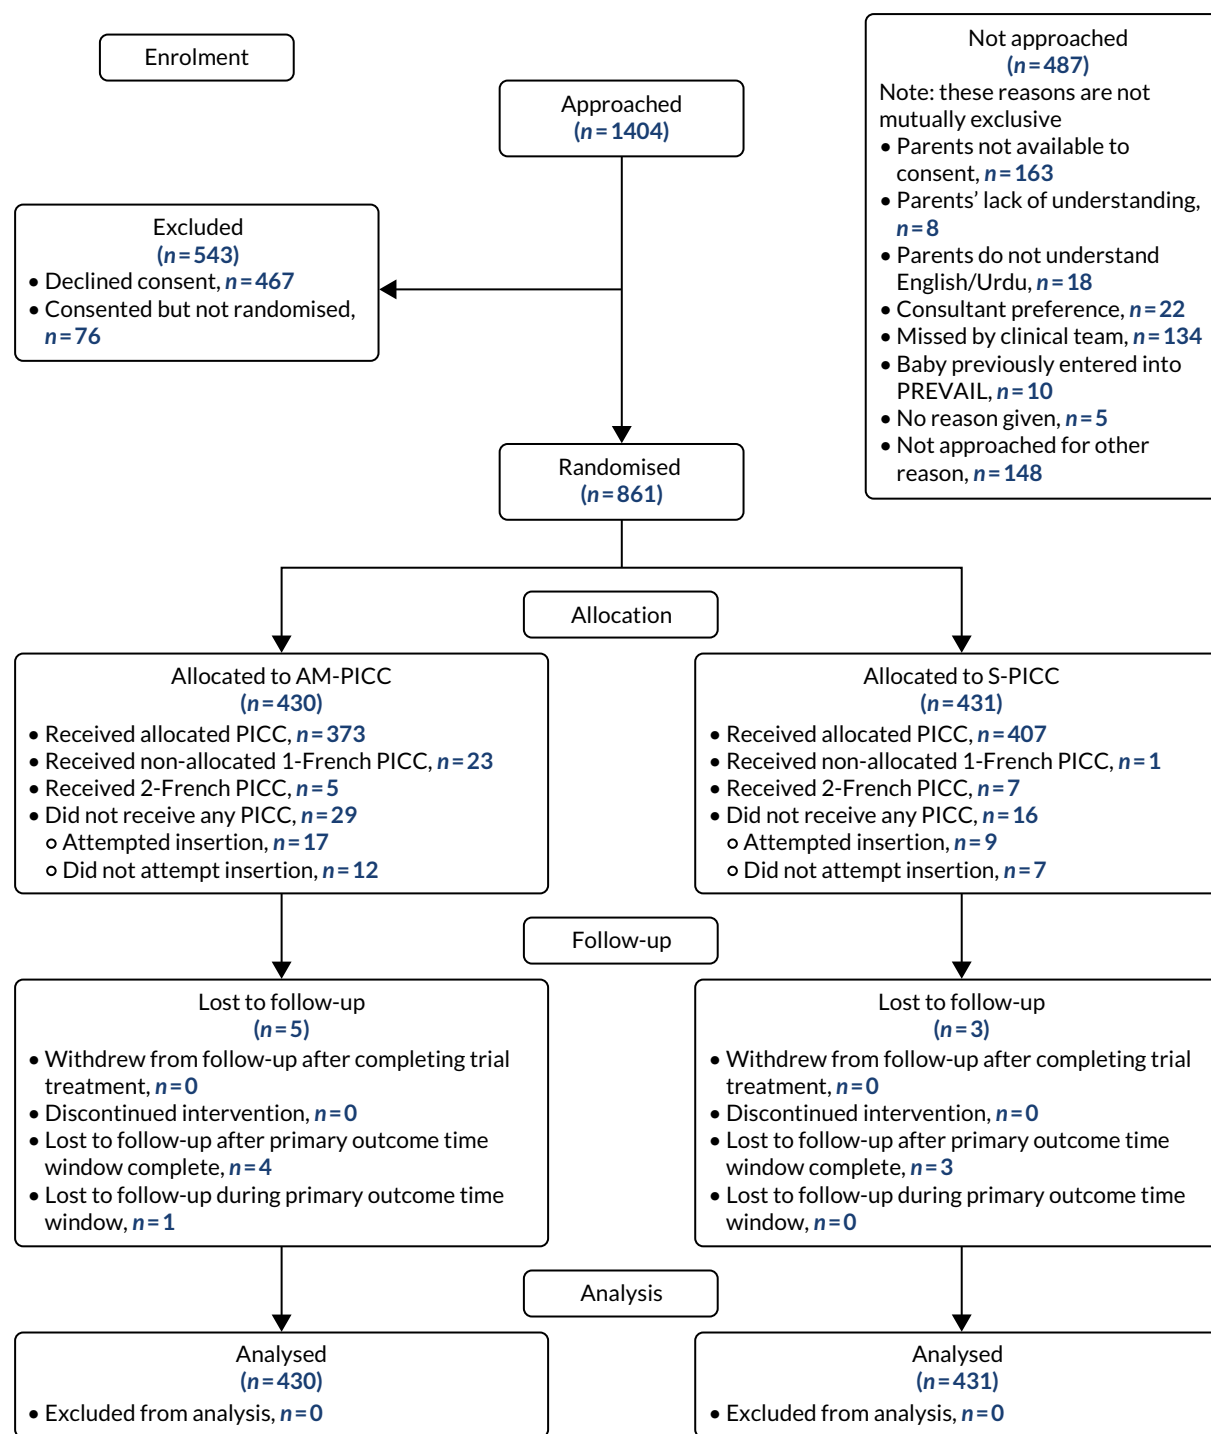 Enrolment
Approached
(n=1404)
Not approached
(n=487)
Note: these reasons are not
mutually exclusive
• Parents not available to
consent, n=163
• Parents' lack of understanding,
n=8
• Parents do not understand
English/Urdu, n=18
• Consultant preference, n=22
• Missed by clinical team, n=134
• Baby previously entered into
PREVAIL, n=10
• No reason given, n=5
• Not approached for other
reason, n=148
Excluded
(n=543)
• Declined consent, n=467
• Consented but not randomised,
n=76
Randomised
(n=861)
Allocation
Allocated to AM-PICC
(n=430)
• Received allocated PICC, n=373
• Received non-allocated 1-French PICC, n=23
• Received 2-French PICC, n=5
• Did not receive any PICC, n=29
○ Attempted insertion, n=17
○ Did not attempt insertion, n=12
Allocated to S-PICC
(n=431)
• Received allocated PICC, n=407
• Received non-allocated 1-French PICC, n=1
• Received 2-French PICC, n=7
• Did not receive any PICC, n=16
○ Attempted insertion, n=9
○ Did not attempt insertion, n=7
Follow-up
Lost to follow-up
(n=5)
• Withdrew from follow-up after completing trial
treatment, n=0
• Discontinued intervention, n=0
• Lost to follow-up after primary outcome time
window complete, n=4
• Lost to follow-up during primary outcome time
window, n=1
Lost to follow-up
(n=3)
• Withdrew from follow-up after completing trial
treatment, n=0
• Discontinued intervention, n=0
• Lost to follow-up after primary outcome time
window complete, n=3
• Lost to follow-up during primary outcome time
window, n=0
Analysis
Analysed
(n=430)
• Excluded from analysis, n=0
Analysed
(n=431)
• Excluded from analysis, n=0